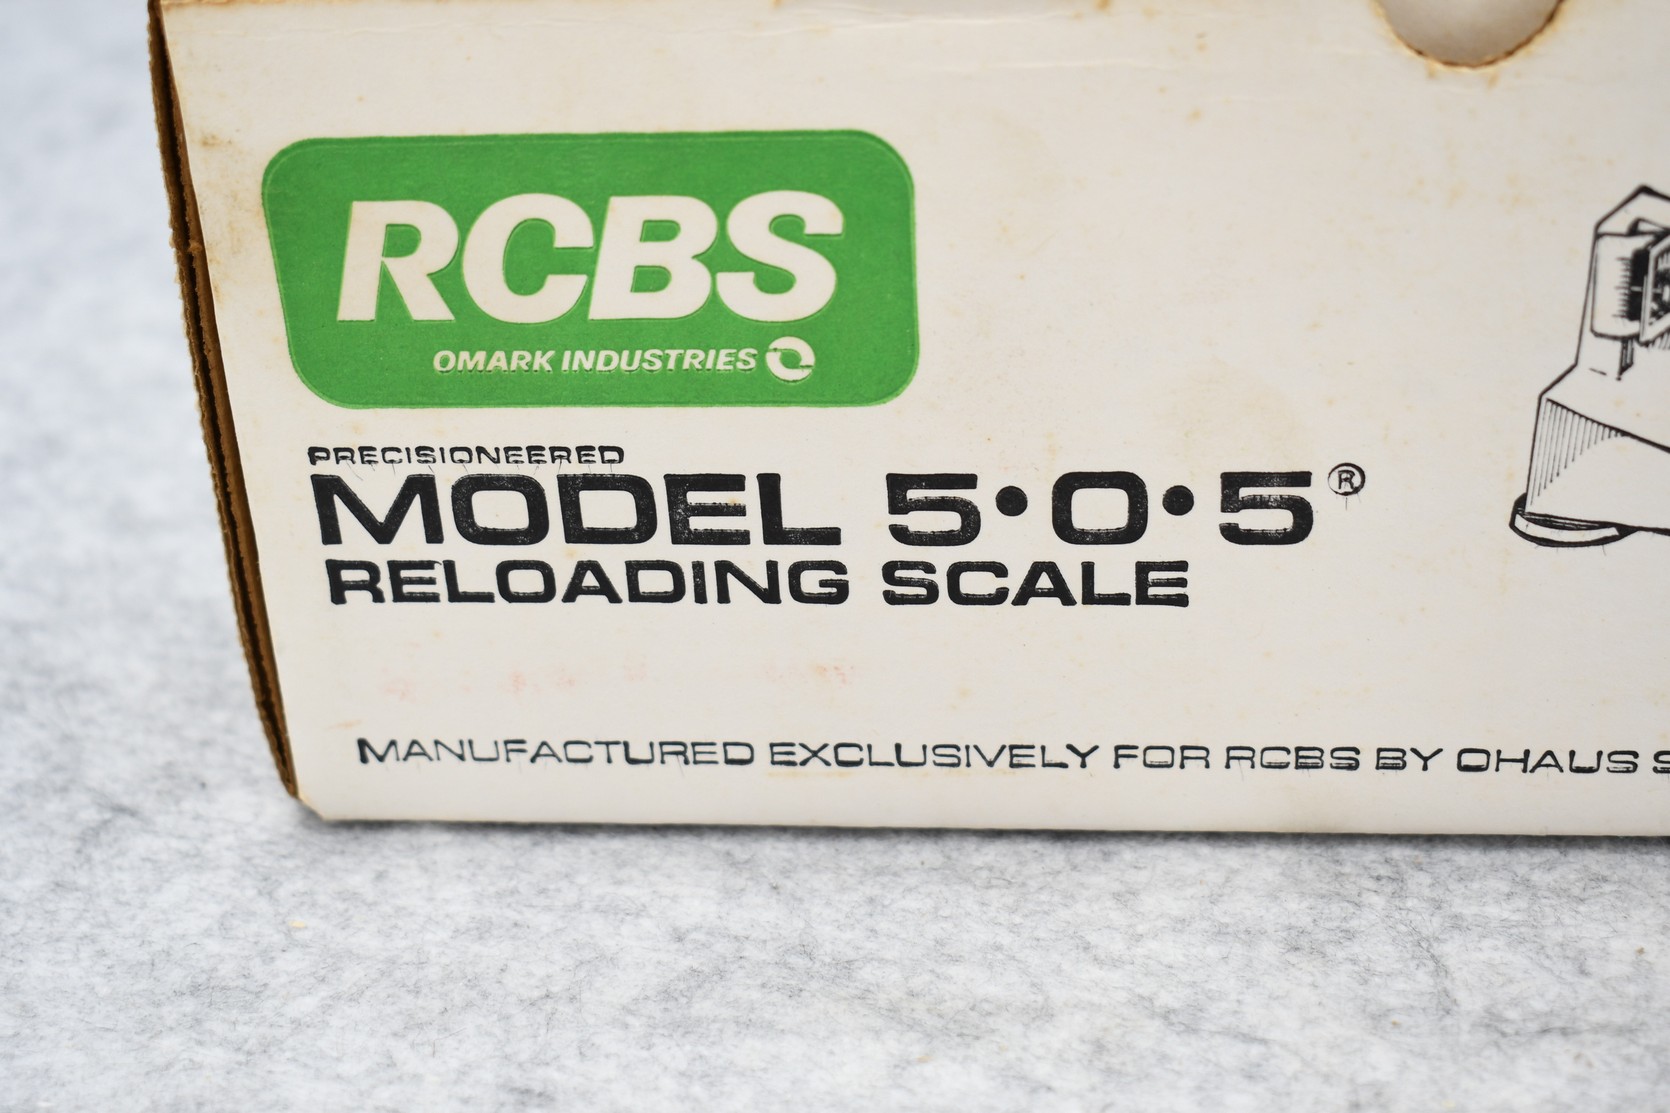 RCBS
OMARK INDUSTRIES
PRECISIONEERED
MODEL 5•0•5®
RELOADING SCALE
MANUFACTURED EXCLUSIVELY FOR RCBS BY OHAUS S